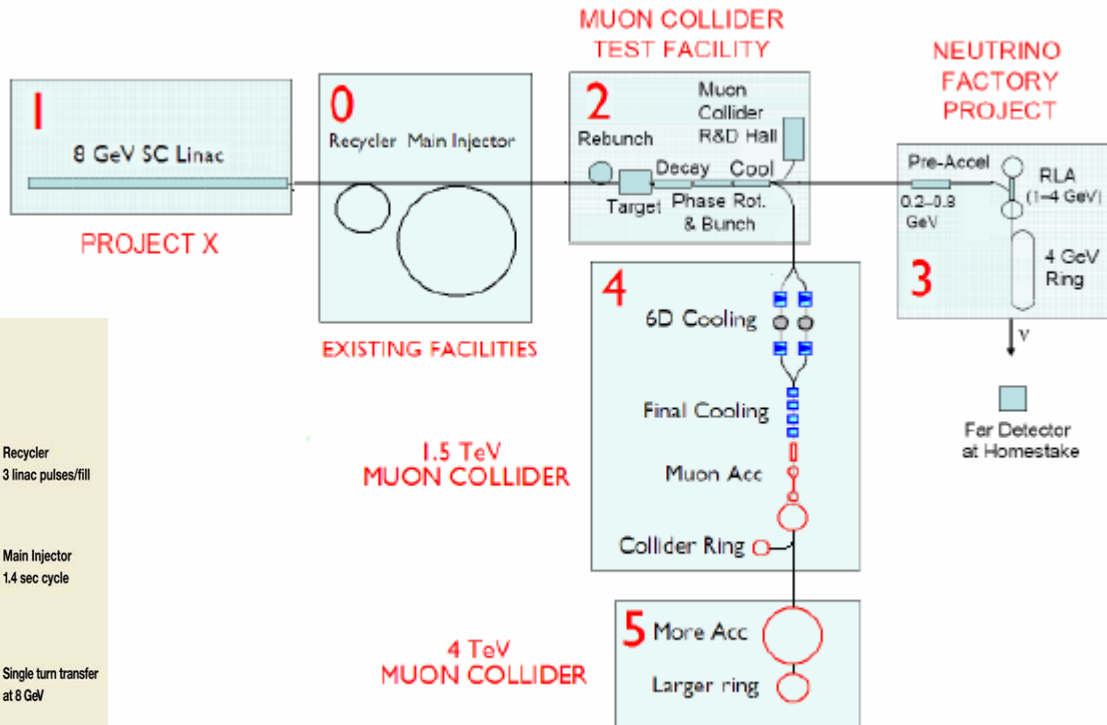 MUON COLLIDER
TEST FACILITY
NEUTRINO
FACTORY
PROJECT
1
8 GeV SC Linac
PROJECT X
0
Recycler Main Injector
EXISTING FACILITIES
2
Muon
Collider
R&D Hall
Rebunch
Decay Cool
Target Phase Rot.
& Bunch
Pre-Accel
0.2–0.8
GeV
RLA
(1–4 GeV)
3
4 GeV
Ring
ν
Far Detector
at Homestake
4
6D Cooling
Final Cooling
Muon Acc
Collider Ring
1.5 TeV
MUON COLLIDER
5
More Acc
Larger ring
4 TeV
MUON COLLIDER
Recycler
3 linac pulses/fill
Main Injector
1.4 sec cycle
Single turn transfer
at 8 GeV